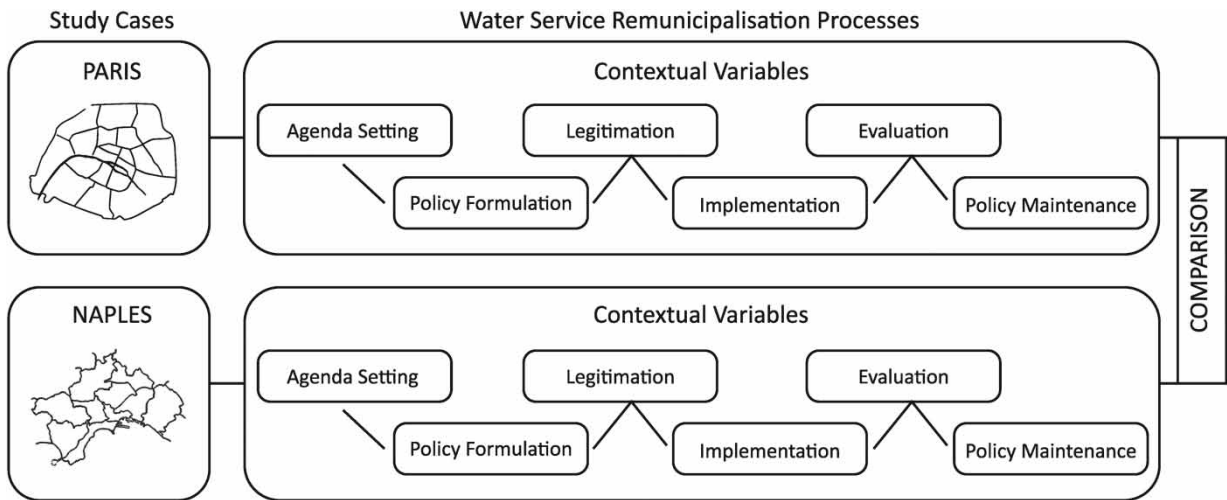 Study Cases
Water Service Remunicipalisation Processes
PARIS
Contextual Variables
Agenda Setting
Legitimation
Evaluation
Policy Formulation
Implementation
Policy Maintenance
NAPLES
Contextual Variables
Agenda Setting
Legitimation
Evaluation
Policy Formulation
Implementation
Policy Maintenance
COMPARISON